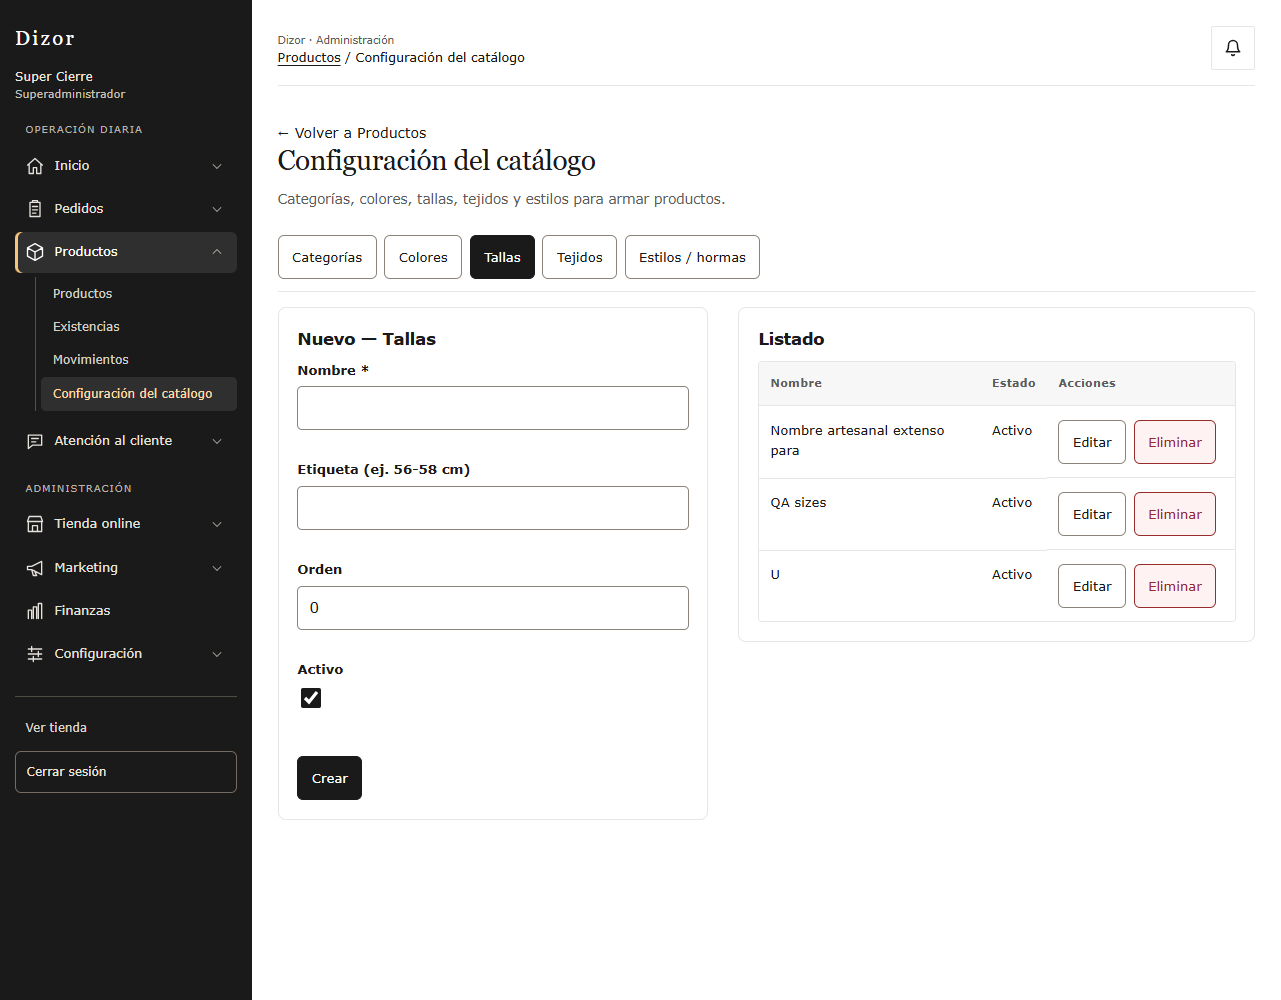 Dizor
Super Cierre
Superadministrador
OPERACIÓN DIARIA
Inicio
Pedidos
Productos
Productos
Existencias
Movimientos
Configuración del catálogo
Atención al cliente
ADMINISTRACIÓN
Tienda online
Marketing
Finanzas
Configuración
Ver tienda
Cerrar sesión
Dizor · Administración
Productos / Configuración del catálogo
← Volver a Productos
Configuración del catálogo
Categorías, colores, tallas, tejidos y estilos para armar productos.
Categorías Colores Tallas Tejidos Estilos / hormas
Nuevo — Tallas
Nombre *
Etiqueta (ej. 56-58 cm)
Orden
0
Activo
Crear
Listado
Nombre Estado Acciones
Nombre artesanal extenso
para
Activo Editar Eliminar
QA sizes Activo Editar Eliminar
U Activo Editar Eliminar